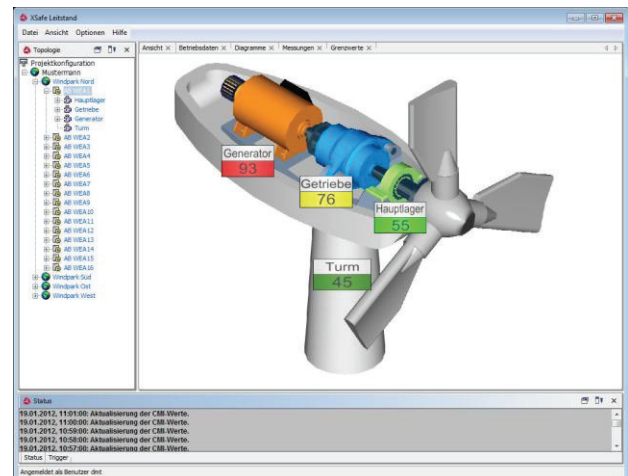 XSafe Leitstand
Datei Ansicht Optionen Hilfe
Topologie
Projektkonfiguration
Mustermann
Windpark Nord
AB WEA1
Hauptlager
Getriebe
Generator
Turm
AB WEA2
AB WEA3
AB WEA4
AB WEA5
AB WEA6
AB WEA7
AB WEA8
AB WEA9
AB WEA10
AB WEA11
AB WEA12
AB WEA13
AB WEA14
AB WEA15
AB WEA16
Windpark Süd
Windpark Ost
Windpark West
Ansicht Betriebsdaten Diagramme Messungen Grenzwerte
Generator
93
Getriebe
76
Hauptlager
55
Turm
45
Status
19.01.2012, 11:01:00: Aktualisierung der CMI-Werte.
19.01.2012, 11:00:00: Aktualisierung der CMI-Werte.
19.01.2012, 10:59:00: Aktualisierung der CMI-Werte.
19.01.2012, 10:58:00: Aktualisierung der CMI-Werte.
19.01.2012, 10:57:00: Aktualisierung der CMI-Werte.
Status Trigger
Angemeldet als Benutzer dmt